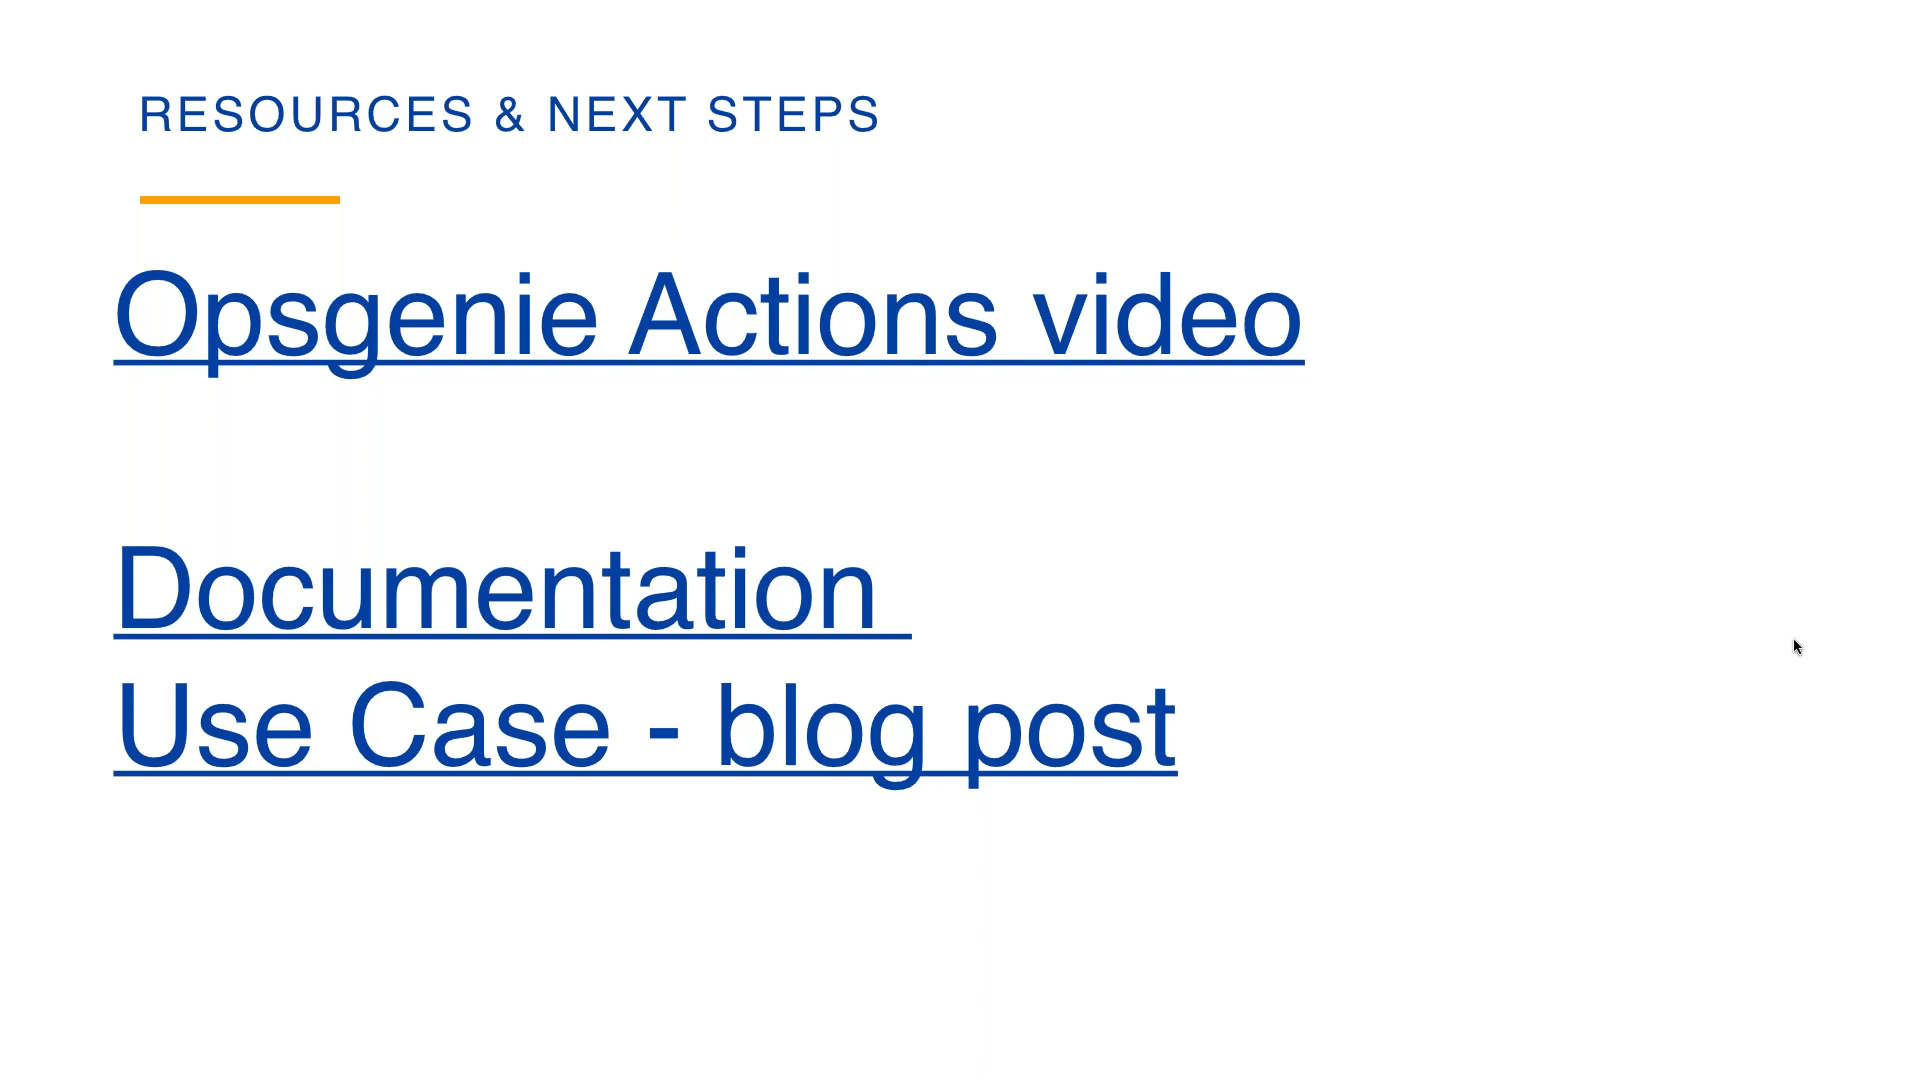 RESOURCES & NEXT STEPS
Opsgenie Actions video
Documentation
Use Case - blog post